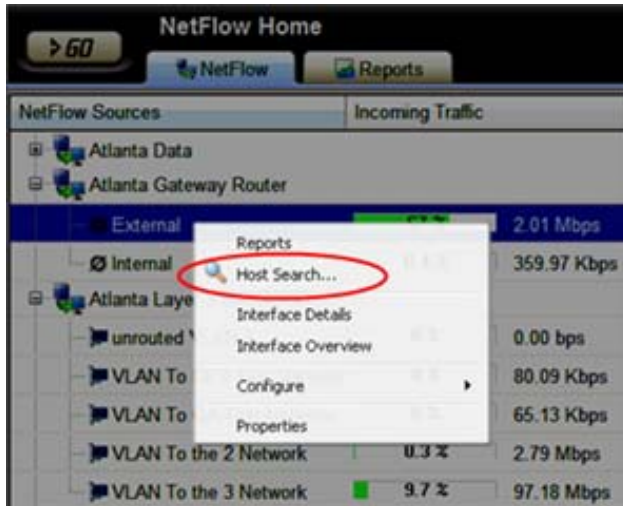 NetFlow Home
> GO
NetFlow
Reports
NetFlow Sources
Incoming Traffic
Atlanta Data
Atlanta Gateway Router
External
2.01 Mbps
Ø Internal
359.97 Kbps
Reports
Host Search...
Interface Details
Interface Overview
Configure
Properties
Atlanta Laye
unrouted
0.00 bps
VLAN To
80.09 Kbps
VLAN To
65.13 Kbps
VLAN To the 2 Network
0.3 %
2.79 Mbps
VLAN To the 3 Network
9.7 %
97.18 Mbps